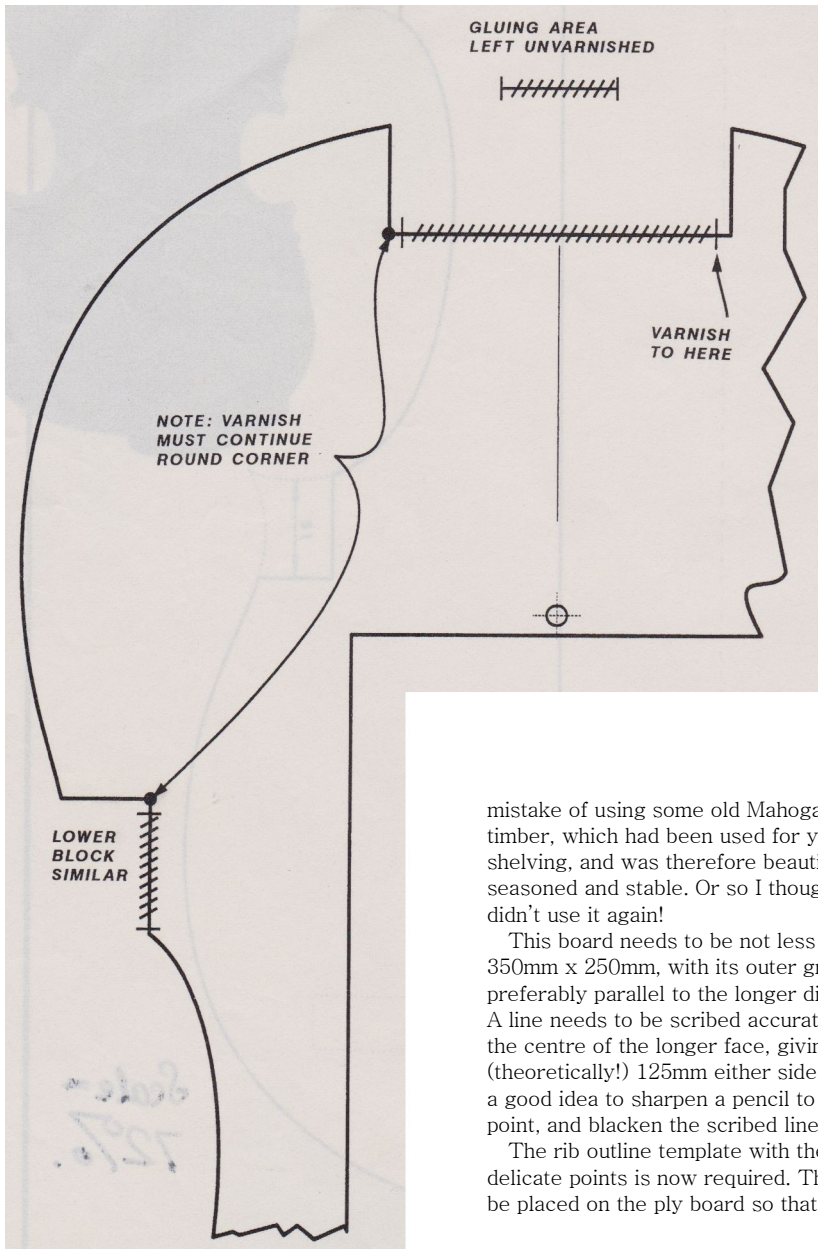 GLUING AREA
LEFT UNVARNISHED
VARNISH
TO HERE
NOTE: VARNISH
MUST CONTINUE
ROUND CORNER
LOWER
BLOCK
SIMILAR
Scale =
72%.
mistake of using some old Mahoga
timber, which had been used for y
shelving, and was therefore beauti
seasoned and stable. Or so I thoug
didn't use it again!
This board needs to be not less
350mm x 250mm, with its outer gr
preferably parallel to the longer di
A line needs to be scribed accurat
the centre of the longer face, givin
(theoretically!) 125mm either side
a good idea to sharpen a pencil to
point, and blacken the scribed line
The rib outline template with the
delicate points is now required. Th
be placed on the ply board so that